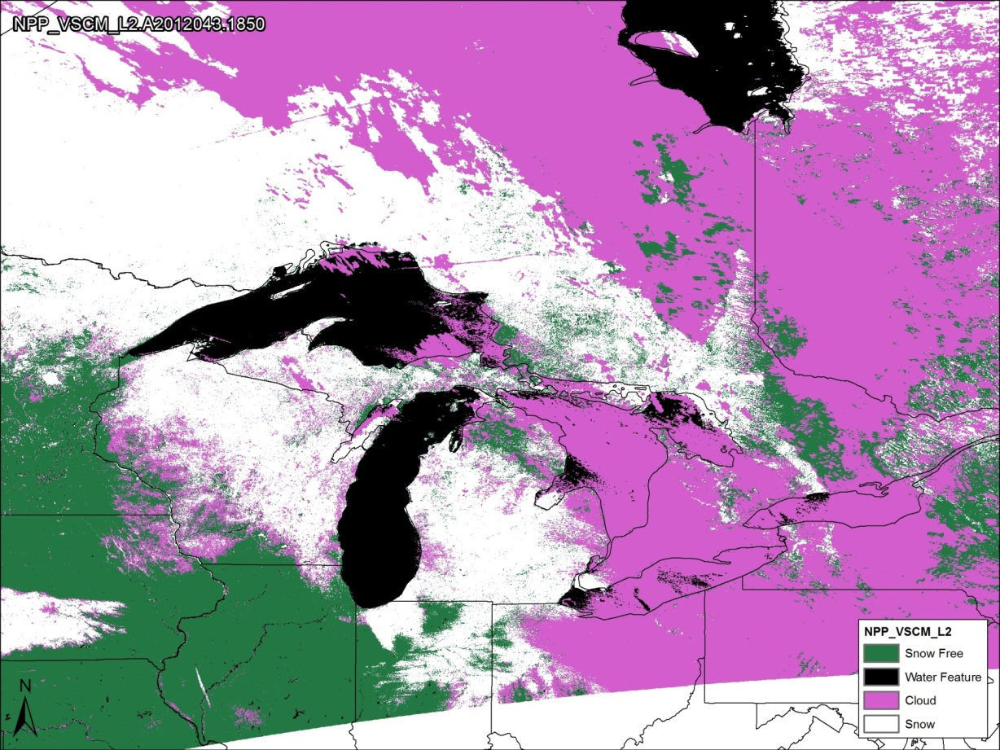 NPP_VSCM_L2.A2012043.1850
NPP_VSCM_L2
Snow Free
Water Feature
Cloud
Snow
N